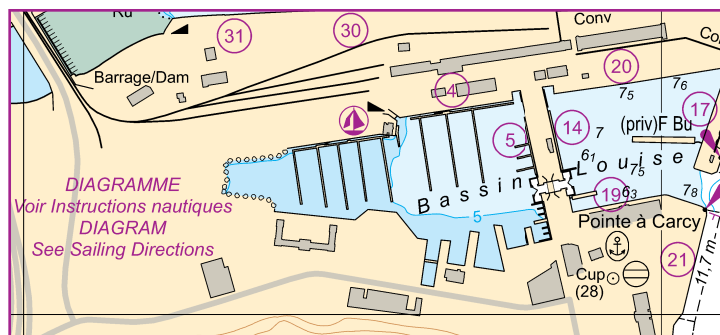 Ru
31
30
Conv
Co
Barrage/Dam
4
20
7₅
7₆
17
5
14
7
(priv)F Bu
6₁
7₅
Bassin Louise
DIAGRAMME
Voir Instructions nautiques
DIAGRAM
See Sailing Directions
19
6₃
7₈
5
Pointe à Carcy
21
11,7 m
Cup
(28)